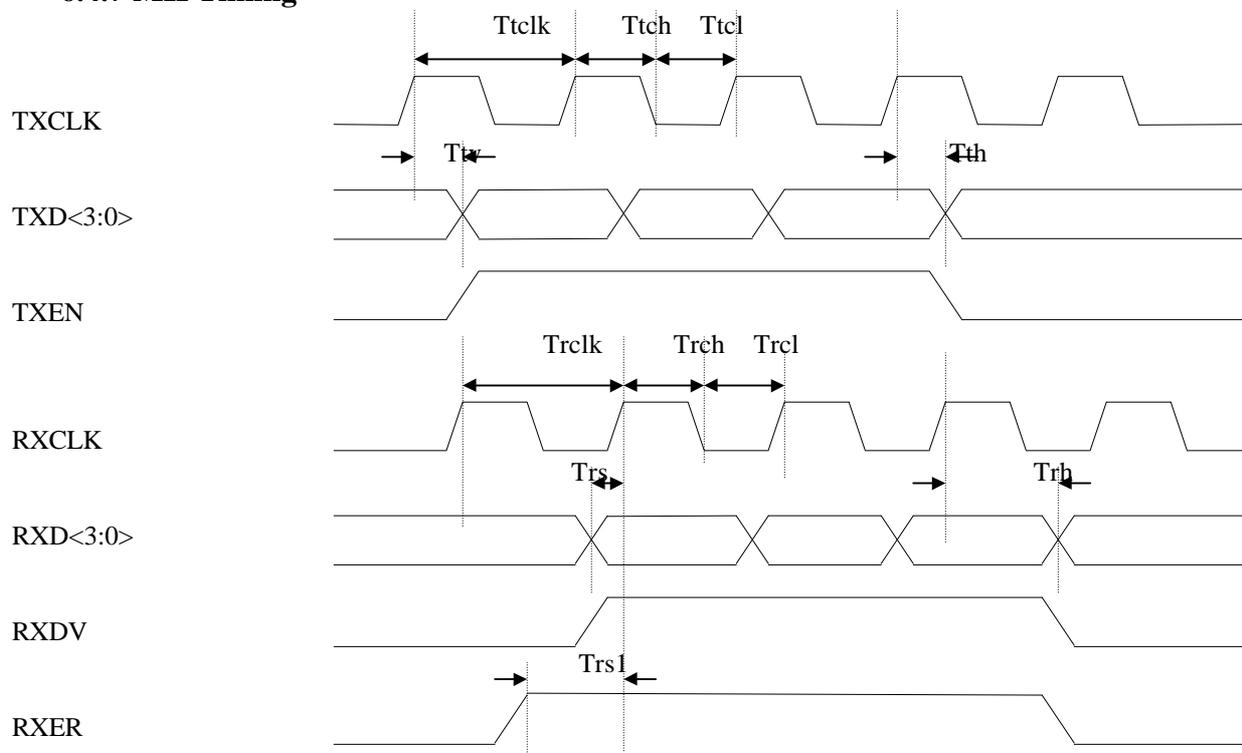 MII Timing
Ttclk Ttch Ttcl
TXCLK
Ttv Tth
TXD<3:0>
TXEN
Trclk Trch Trcl
RXCLK
Trs Trh
RXD<3:0>
RXDV
Trs1
RXER